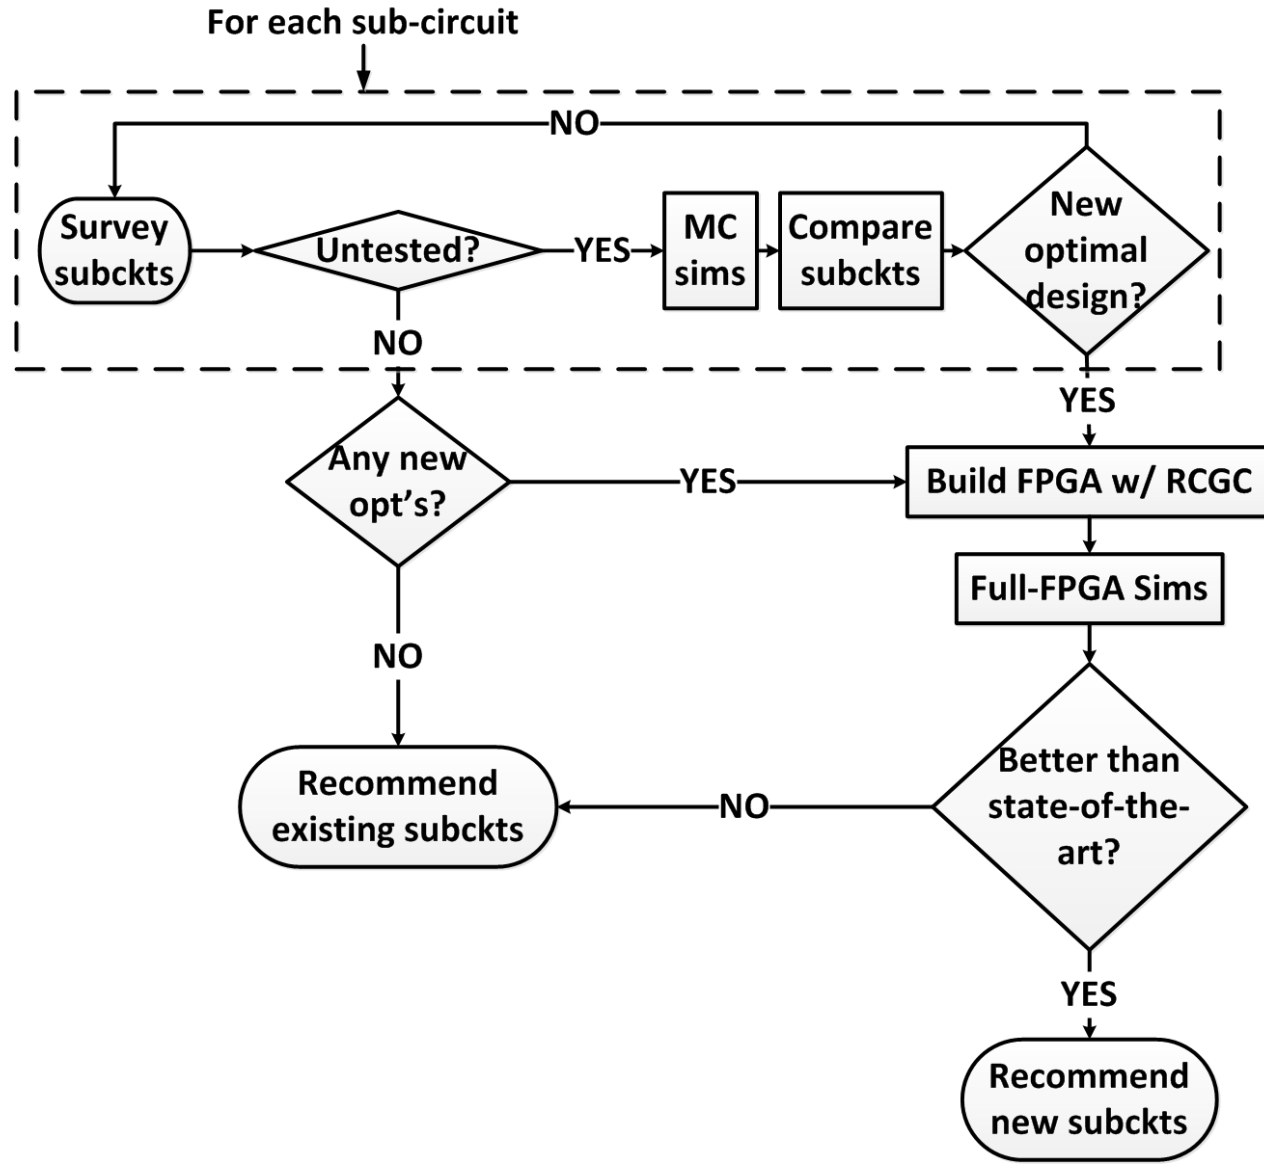 For each sub-circuit
NO
Survey
subckts
Untested?
YES
MC
sims
Compare
subckts
New
optimal
design?
NO
YES
Any new
opt's?
YES
Build FPGA w/ RCGC
Full-FPGA Sims
NO
Recommend
existing subckts
NO
Better than
state-of-the-
art?
YES
Recommend
new subckts